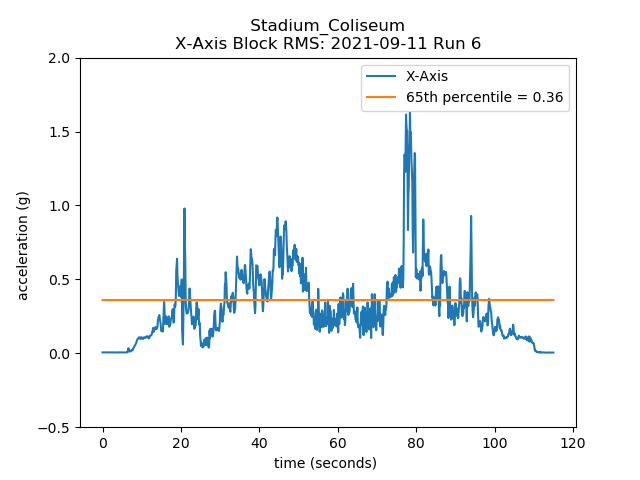 Stadium_Coliseum
X-Axis Block RMS: 2021-09-11 Run 6
X-Axis
65th percentile = 0.36
2.0
1.5
1.0
0.5
0.0
−0.5
acceleration (g)
0 20 40 60 80 100 120
time (seconds)